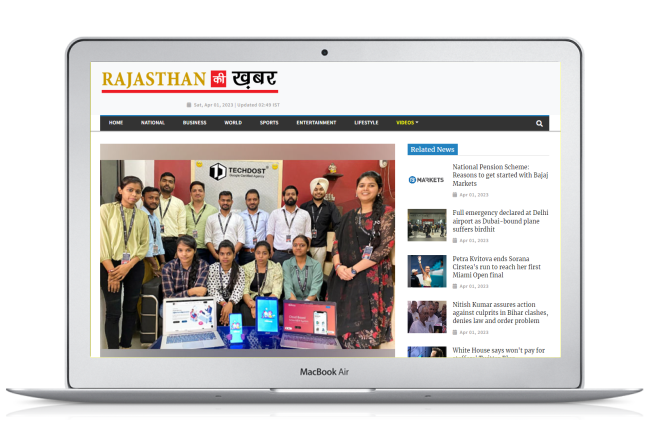 RAJASTHAN की ख़बर
Sat, Apr 01, 2023 | Updated 03:49 IST
HOME NATIONAL BUSINESS WORLD SPORTS ENTERTAINMENT LIFESTYLE VIDEOS
TECHDOST
Google Certified Agency
Related News
MARKETS
National Pension Scheme:
Reasons to get started with Bajaj
Markets
Apr 01, 2023
Full emergency declared at Delhi
airport as Dubai-bound plane
suffers birdhit
Apr 01, 2023
Petra Kvitova ends Sorana
Cirstea's run to reach her first
Miami Open final
Apr 01, 2023
Nitish Kumar assures action
against culprits in Bihar clashes,
denies law and order problem
Apr 01, 2023
White House says won't pay for
MacBook Air